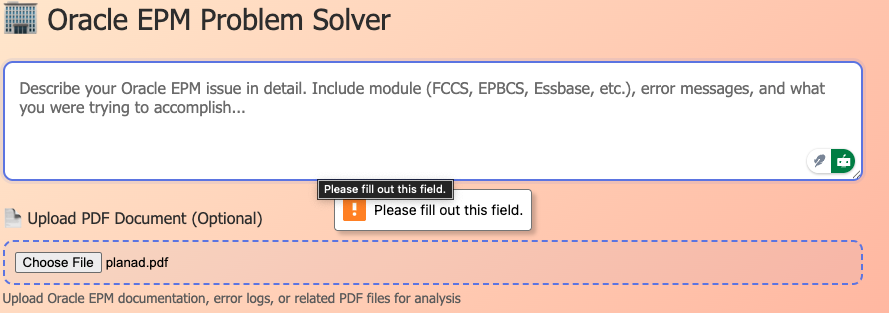 Oracle EPM Problem Solver
Describe your Oracle EPM issue in detail. Include module (FCCS, EPBCS, Essbase, etc.), error messages, and what
you were trying to accomplish...
Please fill out this field.
Please fill out this field.
Upload PDF Document (Optional)
Choose File planad.pdf
Upload Oracle EPM documentation, error logs, or related PDF files for analysis